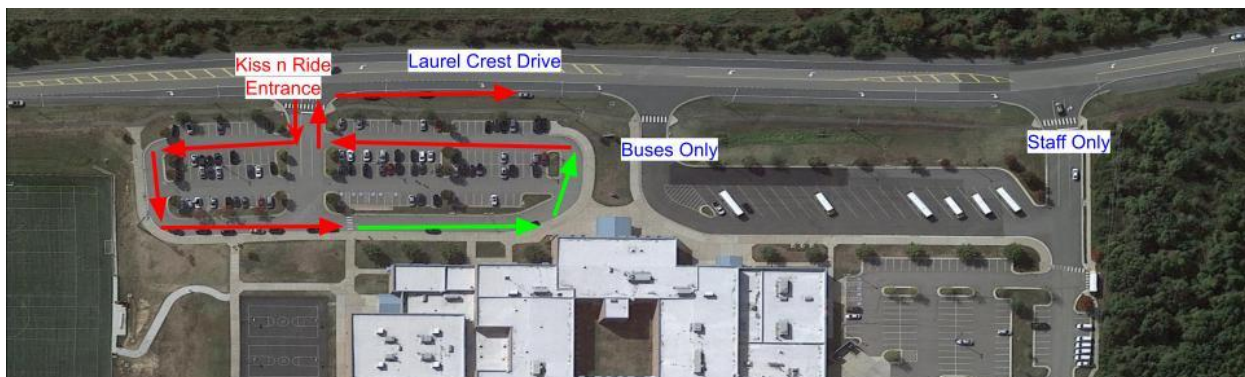 Kiss n Ride
Entrance
Laurel Crest Drive
Buses Only
Staff Only